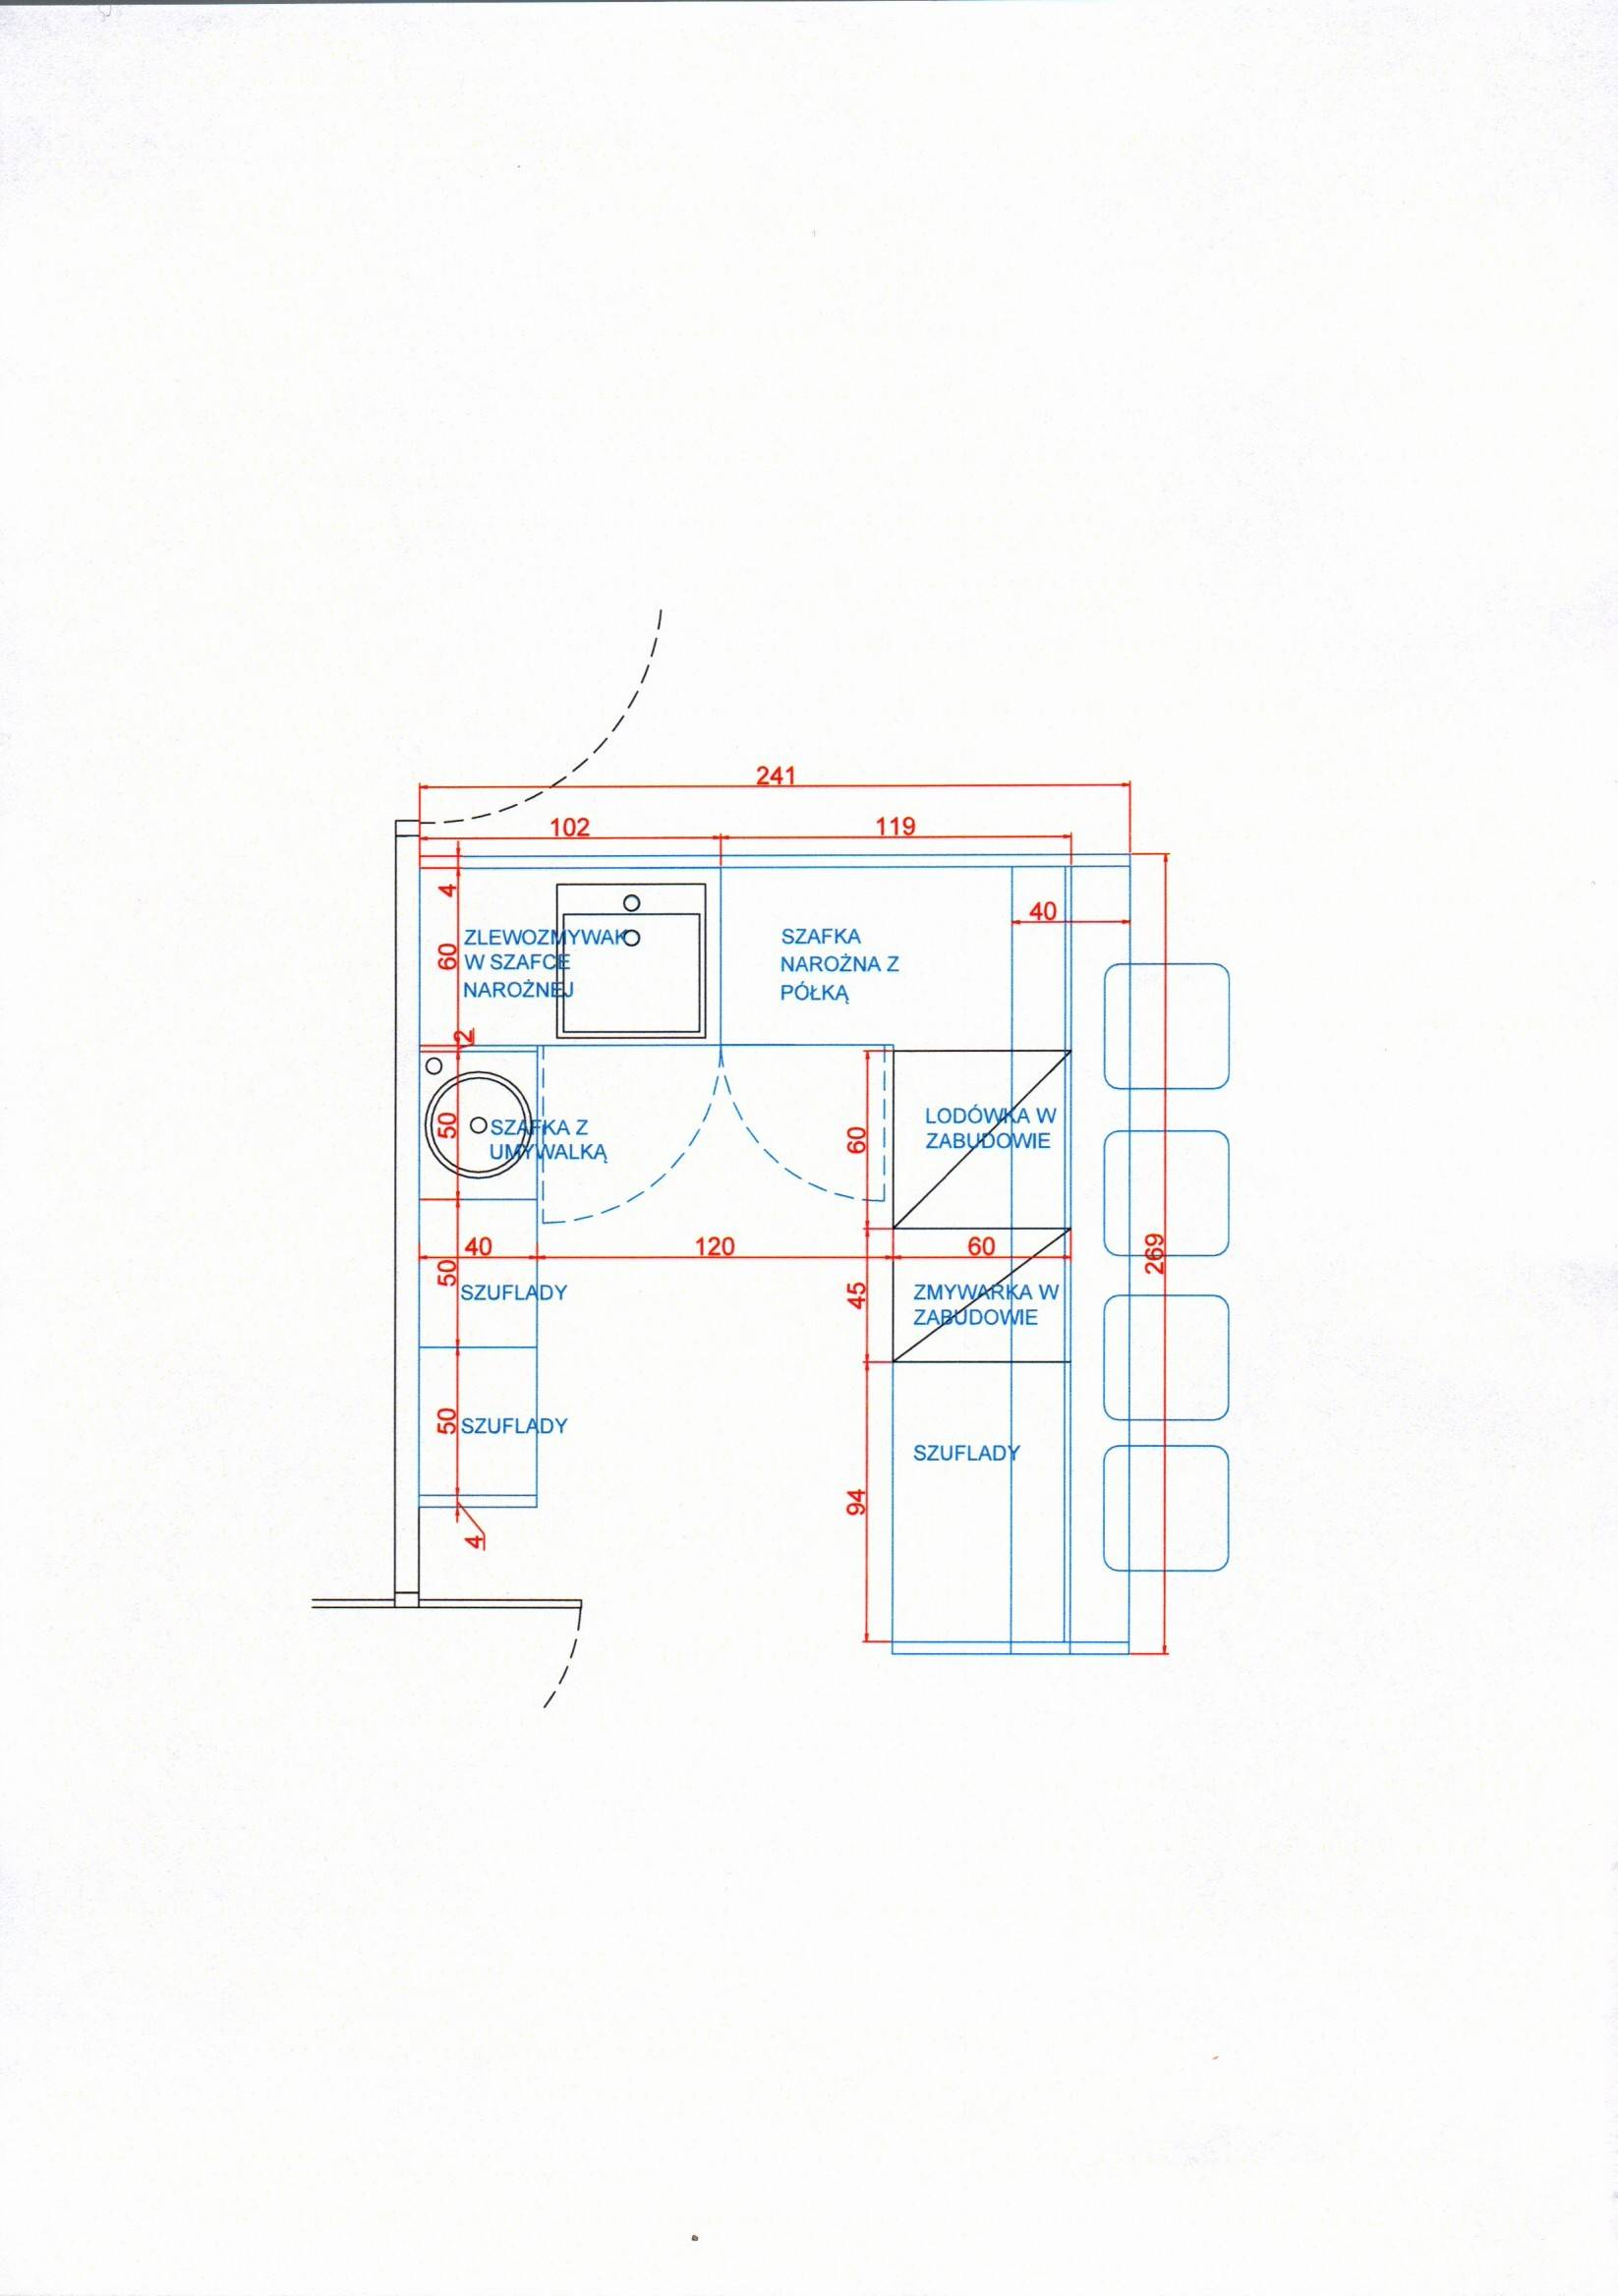 241
102
119
4
40
ZLEWOZMYWAK
W SZAFCE
NAROŻNEJ
60
SZAFKA
NAROŻNA Z
PÓŁKĄ
2
50
SZAFKA Z
UMYWALKĄ
60
LODÓWKA W
ZABUDOWIE
40
120
60
269
50
SZUFLADY
45
ZMYWARKA W
ZABUDOWIE
50
SZUFLADY
SZUFLADY
94
4